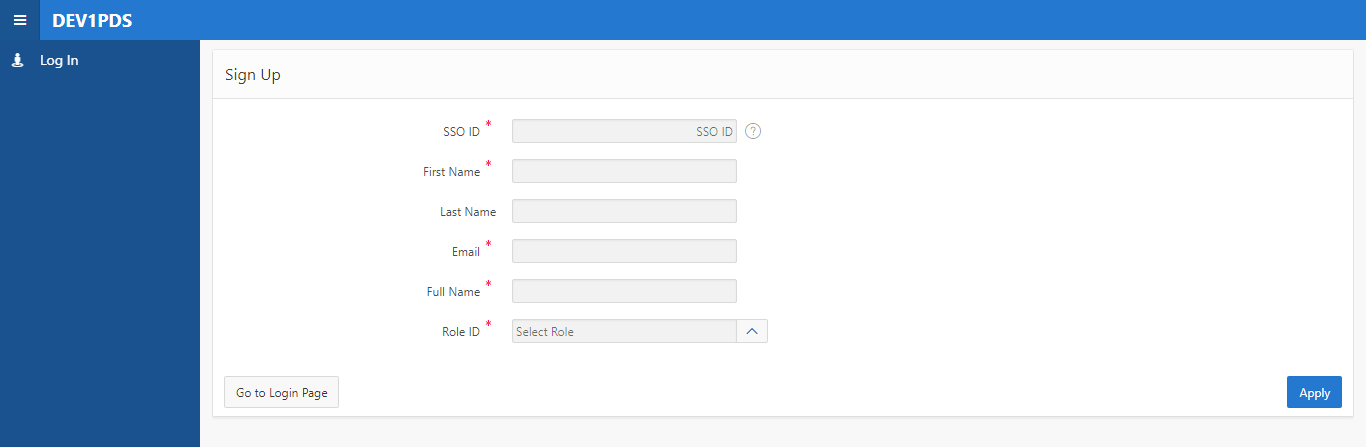 DEV1PDS
Log In
Sign Up
SSO ID *
SSO ID
?
First Name *
Last Name
Email *
Full Name *
Role ID *
Select Role
Go to Login Page
Apply